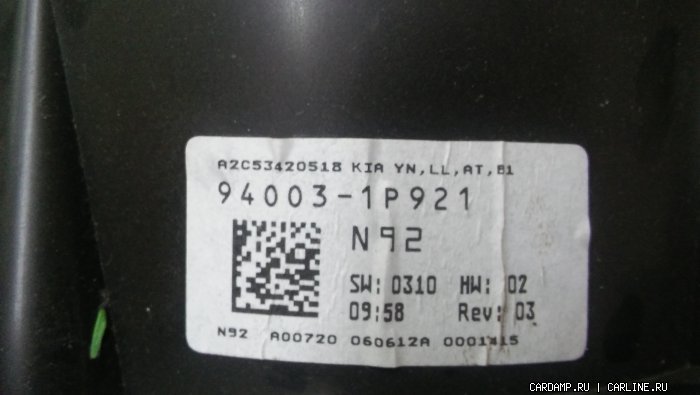 A2C53420518 KIA YN,LL,AT,B1
94003-1P921
N92
SW: 0310 HW: 02
09:58 Rev: 03
N92 A00720 060612A 0001415
CARDAMP.RU | CARLINE.RU